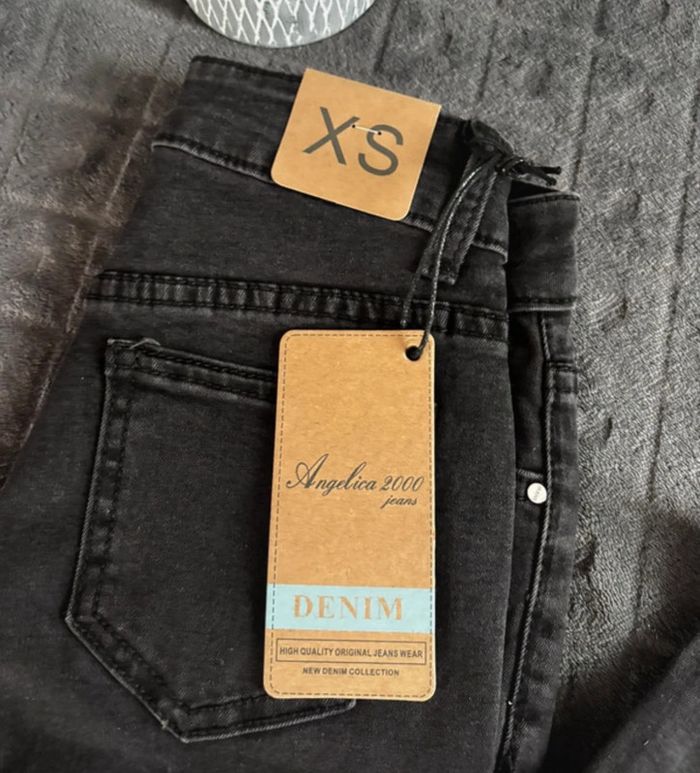 XS
Angelica 2000
jeans
DENIM
HIGH QUALITY ORIGINAL JEANS WEAR
NEW DENIM COLLECTION